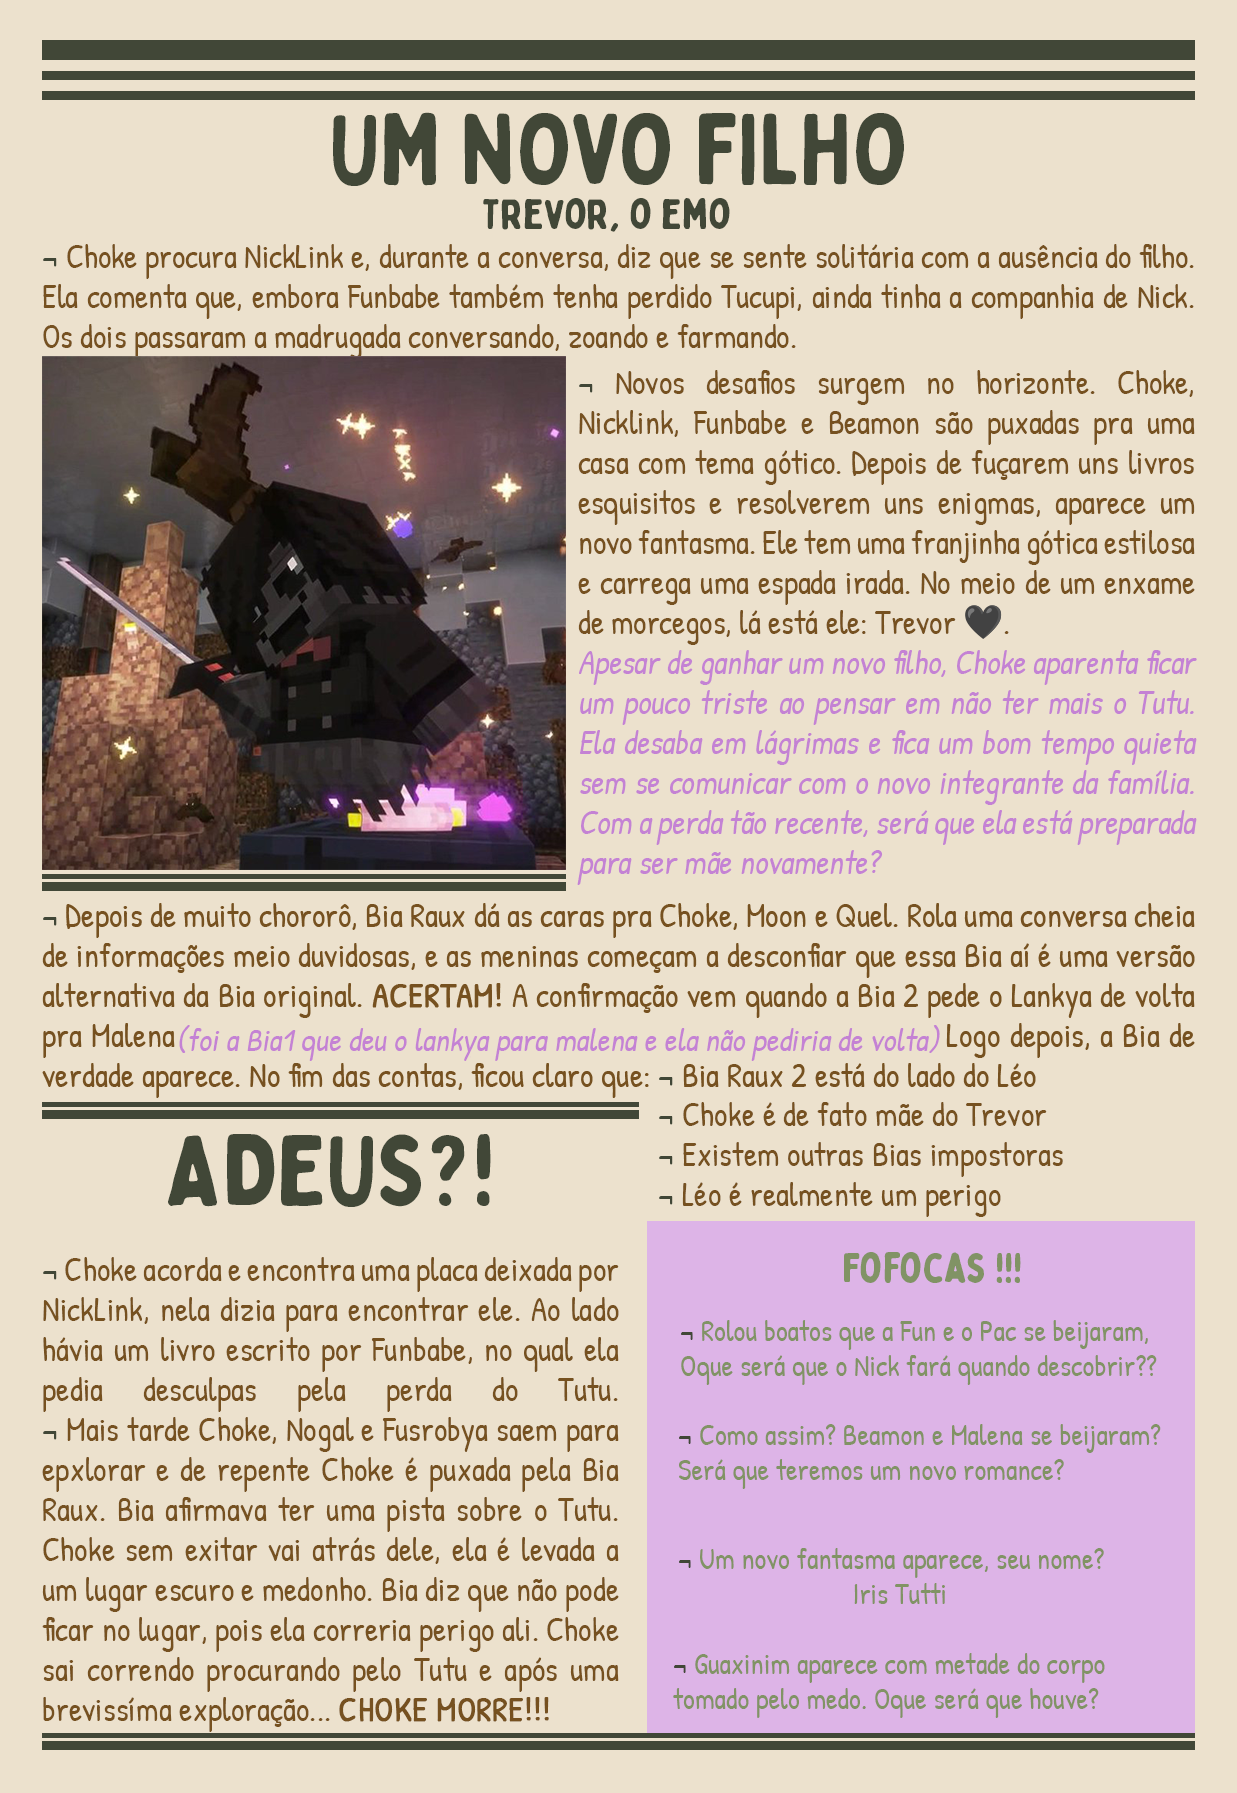 UM NOVO FILHO
TREVOR, O EMO
¬ Choke procura NickLink e, durante a conversa, diz que se sente solitária com a ausência do filho.
Ela comenta que, embora Funbabe também tenha perdido Tucupi, ainda tinha a companhia de Nick.
Os dois passaram a madrugada conversando, zoando e farmando.
¬ Novos desafios surgem no horizonte. Choke,
Nicklink, Funbabe e Beamon são puxadas pra uma
casa com tema gótico. Depois de fuçarem uns livros
esquisitos e resolverem uns enigmas, aparece um
novo fantasma. Ele tem uma franjinha gótica estilosa
e carrega uma espada irada. No meio de um enxame
de morcegos, lá está ele: Trevor 🖤.
Apesar de ganhar um novo filho, Choke aparenta ficar
um pouco triste ao pensar em não ter mais o Tutu.
Ela desaba em lágrimas e fica um bom tempo quieta
sem se comunicar com o novo integrante da família.
Com a perda tão recente, será que ela está preparada
para ser mãe novamente?
¬ Depois de muito chororô, Bia Raux dá as caras pra Choke, Moon e Quel. Rola uma conversa cheia
de informações meio duvidosas, e as meninas começam a desconfiar que essa Bia aí é uma versão
alternativa da Bia original. ACERTAM! A confirmação vem quando a Bia 2 pede o Lankya de volta
pra Malena (foi a Bia1 que deu o lankya para malena e ela não pediria de volta) Logo depois, a Bia de
verdade aparece. No fim das contas, ficou claro que:
¬ Bia Raux 2 está do lado do Léo
¬ Choke é de fato mãe do Trevor
¬ Existem outras Bias impostoras
¬ Léo é realmente um perigo
ADEUS?!
¬ Choke acorda e encontra uma placa deixada por
NickLink, nela dizia para encontrar ele. Ao lado
hávia um livro escrito por Funbabe, no qual ela
pedia desculpas pela perda do Tutu.
¬ Mais tarde Choke, Nogal e Fusrobya saem para
epxlorar e de repente Choke é puxada pela Bia
Raux. Bia afirmava ter uma pista sobre o Tutu.
Choke sem exitar vai atrás dele, ela é levada a
um lugar escuro e medonho. Bia diz que não pode
ficar no lugar, pois ela correria perigo ali. Choke
sai correndo procurando pelo Tutu e após uma
brevissíma exploração... CHOKE MORRE!!!
FOFOCAS !!!
¬ Rolou boatos que a Fun e o Pac se beijaram,
Oque será que o Nick fará quando descobrir??
¬ Como assim? Beamon e Malena se beijaram?
Será que teremos um novo romance?
¬ Um novo fantasma aparece, seu nome?
Iris Tutti
¬ Guaxinim aparece com metade do corpo
tomado pelo medo. Oque será que houve?